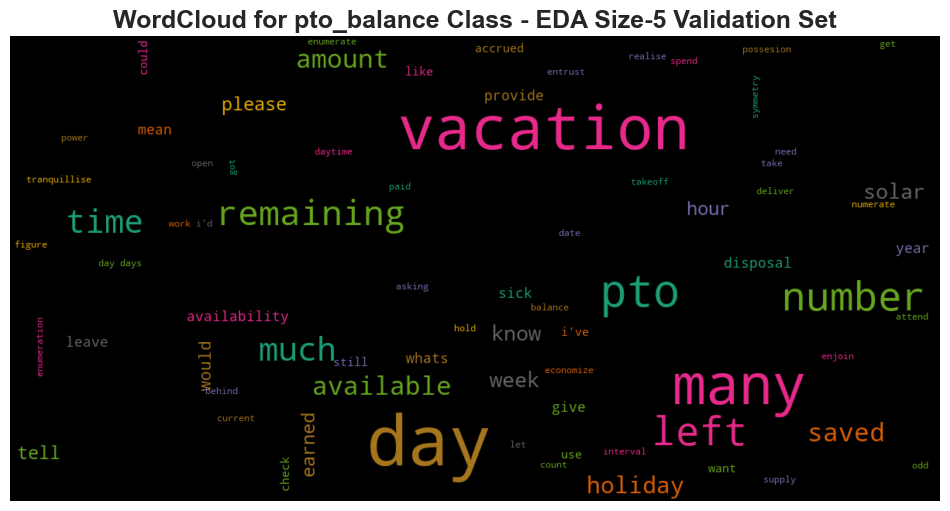 WordCloud for pto_balance Class - EDA Size-5 Validation Set
could
enumerate
amount
accrued
like
entrust
realise
spend
possesion
get
please
provide
symmetry
vacation
mean
power
daytime
open
got
need
take
tranquillise
paid
takeoff
deliver
solar
numerate
time
remaining
hour
work
i'd
figure
date
year
day days
disposal
asking
sick
pto
number
balance
attend
availability
enumeration
hold
know
i've
leave
would
much
still
whats
enjoin
behind
available
week
economize
many
give
current
earned
day
let
left
saved
tell
check
use
interval
count
want
odd
holiday
supply